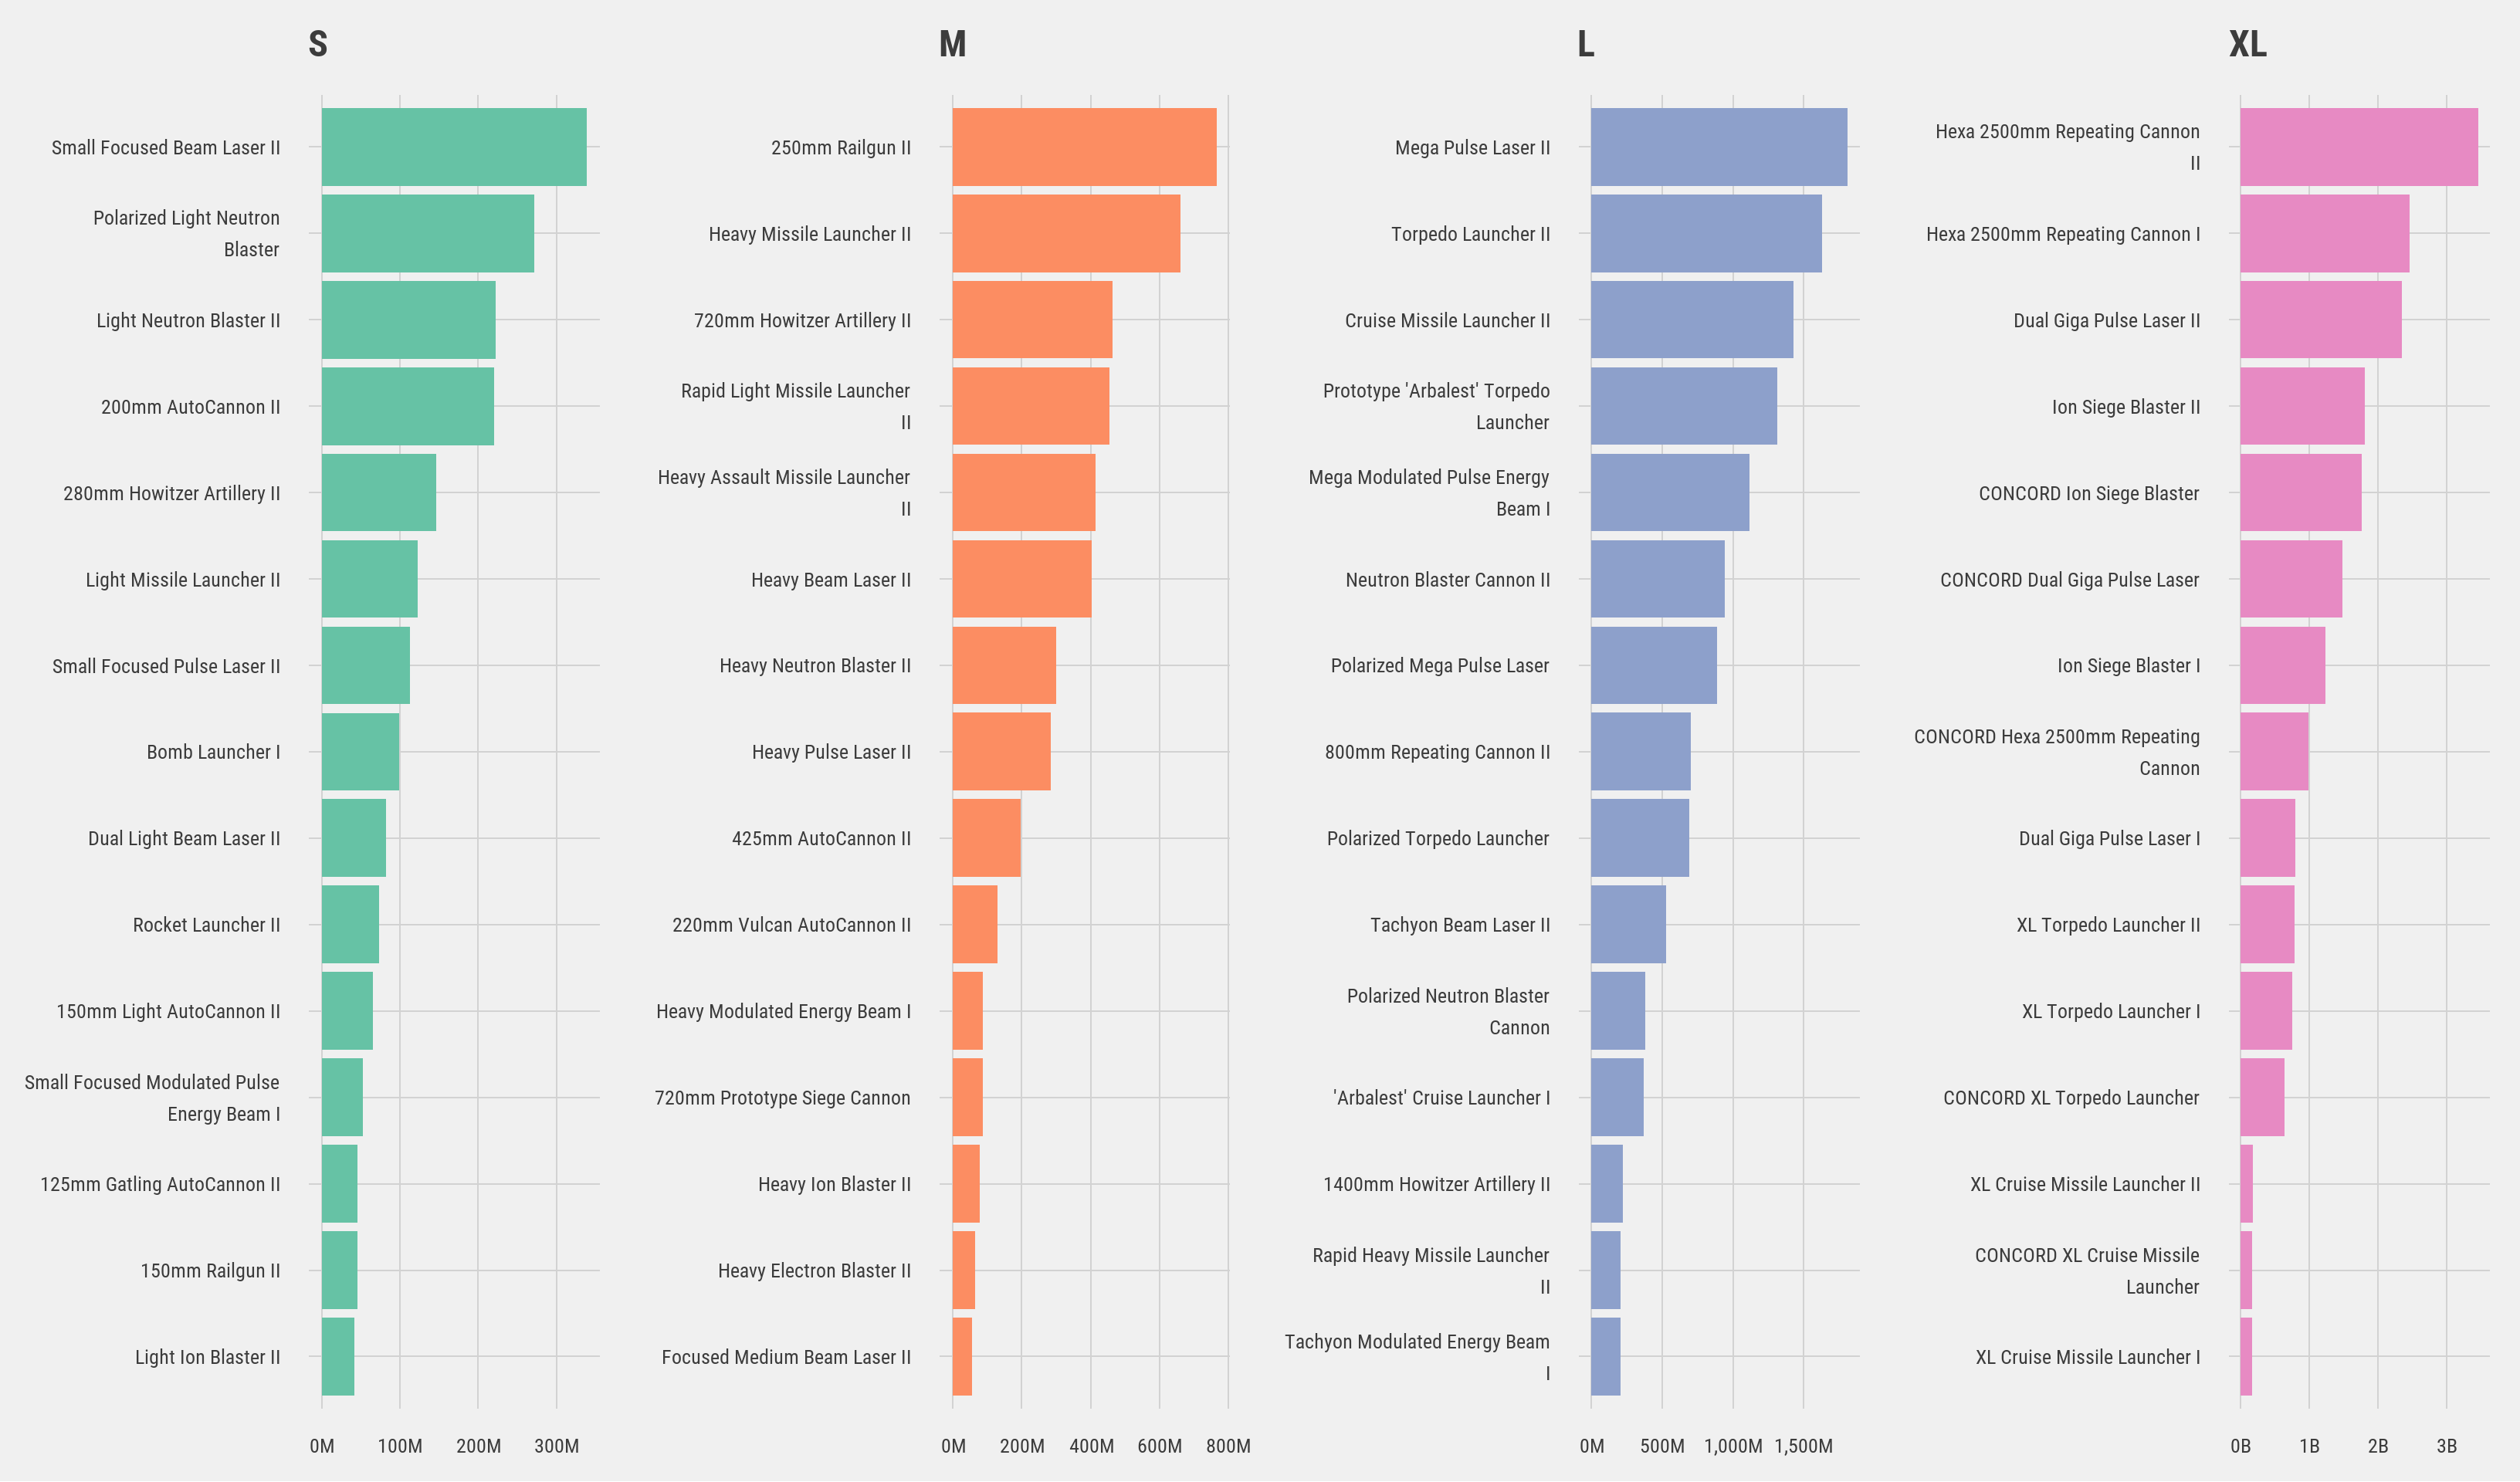 S
Small Focused Beam Laser II
Polarized Light Neutron
Blaster
Light Neutron Blaster II
200mm AutoCannon II
280mm Howitzer Artillery II
Light Missile Launcher II
Small Focused Pulse Laser II
Bomb Launcher I
Dual Light Beam Laser II
Rocket Launcher II
150mm Light AutoCannon II
Small Focused Modulated Pulse
Energy Beam I
125mm Gatling AutoCannon II
150mm Railgun II
Light Ion Blaster II
0M 100M 200M 300M
M
250mm Railgun II
Heavy Missile Launcher II
720mm Howitzer Artillery II
Rapid Light Missile Launcher
II
Heavy Assault Missile Launcher
II
Heavy Beam Laser II
Heavy Neutron Blaster II
Heavy Pulse Laser II
425mm AutoCannon II
220mm Vulcan AutoCannon II
Heavy Modulated Energy Beam I
720mm Prototype Siege Cannon
Heavy Ion Blaster II
Heavy Electron Blaster II
Focused Medium Beam Laser II
0M 200M 400M 600M 800M
L
Mega Pulse Laser II
Torpedo Launcher II
Cruise Missile Launcher II
Prototype 'Arbalest' Torpedo
Launcher
Mega Modulated Pulse Energy
Beam I
Neutron Blaster Cannon II
Polarized Mega Pulse Laser
800mm Repeating Cannon II
Polarized Torpedo Launcher
Tachyon Beam Laser II
Polarized Neutron Blaster
Cannon
'Arbalest' Cruise Launcher I
1400mm Howitzer Artillery II
Rapid Heavy Missile Launcher
II
Tachyon Modulated Energy Beam
I
0M 500M 1,000M 1,500M
XL
Hexa 2500mm Repeating Cannon
II
Hexa 2500mm Repeating Cannon I
Dual Giga Pulse Laser II
Ion Siege Blaster II
CONCORD Ion Siege Blaster
CONCORD Dual Giga Pulse Laser
Ion Siege Blaster I
CONCORD Hexa 2500mm Repeating
Cannon
Dual Giga Pulse Laser I
XL Torpedo Launcher II
XL Torpedo Launcher I
CONCORD XL Torpedo Launcher
XL Cruise Missile Launcher II
CONCORD XL Cruise Missile
Launcher
XL Cruise Missile Launcher I
0B 1B 2B 3B